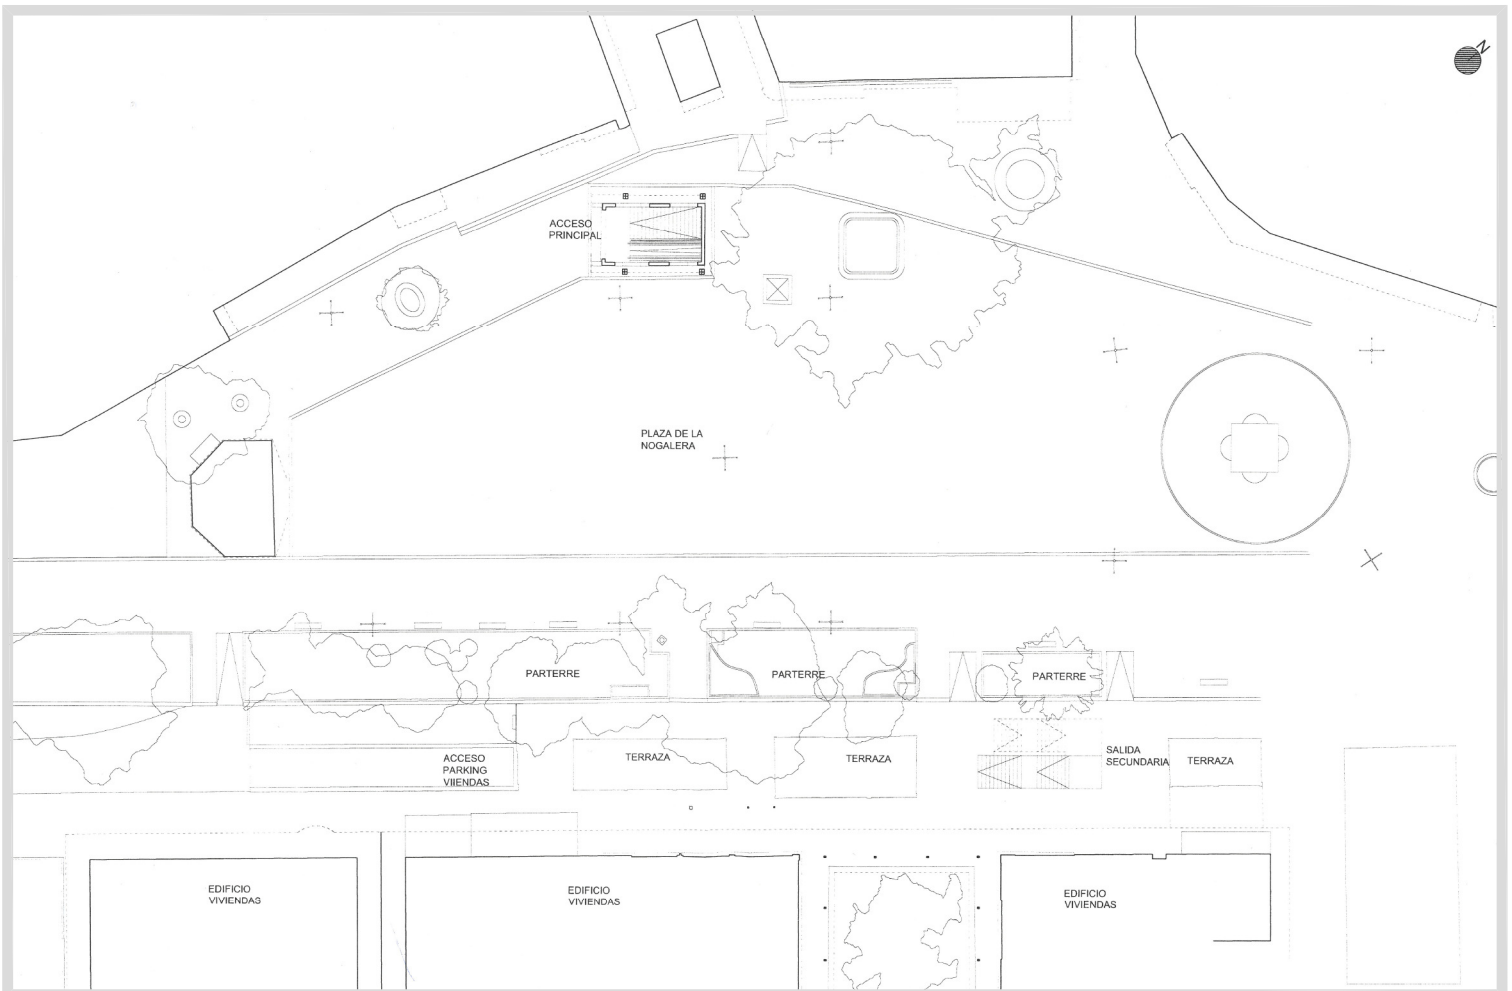 N
ACCESO
PRINCIPAL
PLAZA DE LA
NOGALERA
PARTERRE
PARTERRE
PARTERRE
ACCESO
PARKING
VIIENDAS
TERRAZA
TERRAZA
SALIDA
SECUNDARIA
TERRAZA
EDIFICIO
VIVIENDAS
EDIFICIO
VIVIENDAS
EDIFICIO
VIVIENDAS